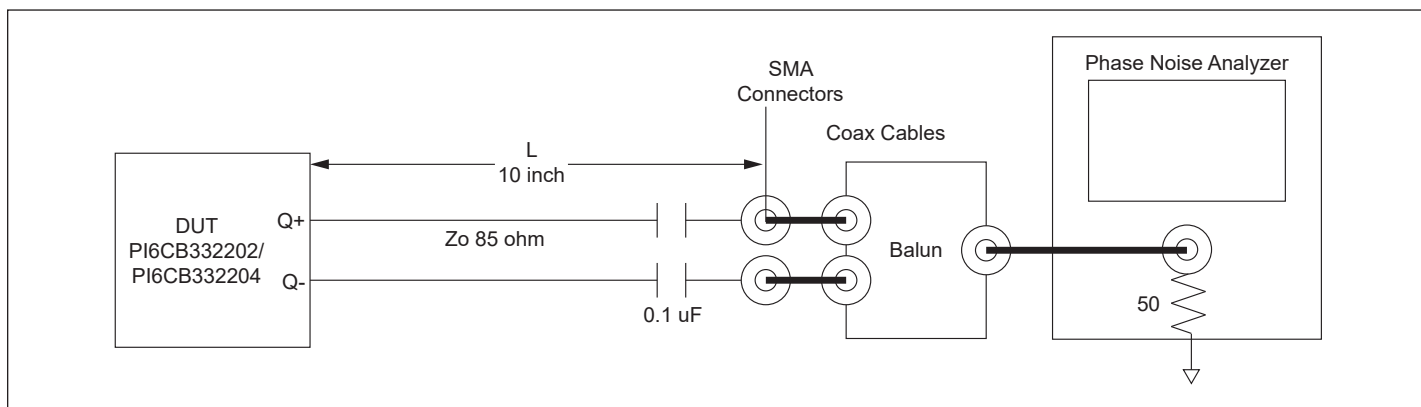 Phase Noise Analyzer
SMA
Connectors
Coax Cables
L
10 inch
DUT
PI6CB332202/
PI6CB332204
Q+
Q-
Zo 85 ohm
0.1 uF
Balun
50